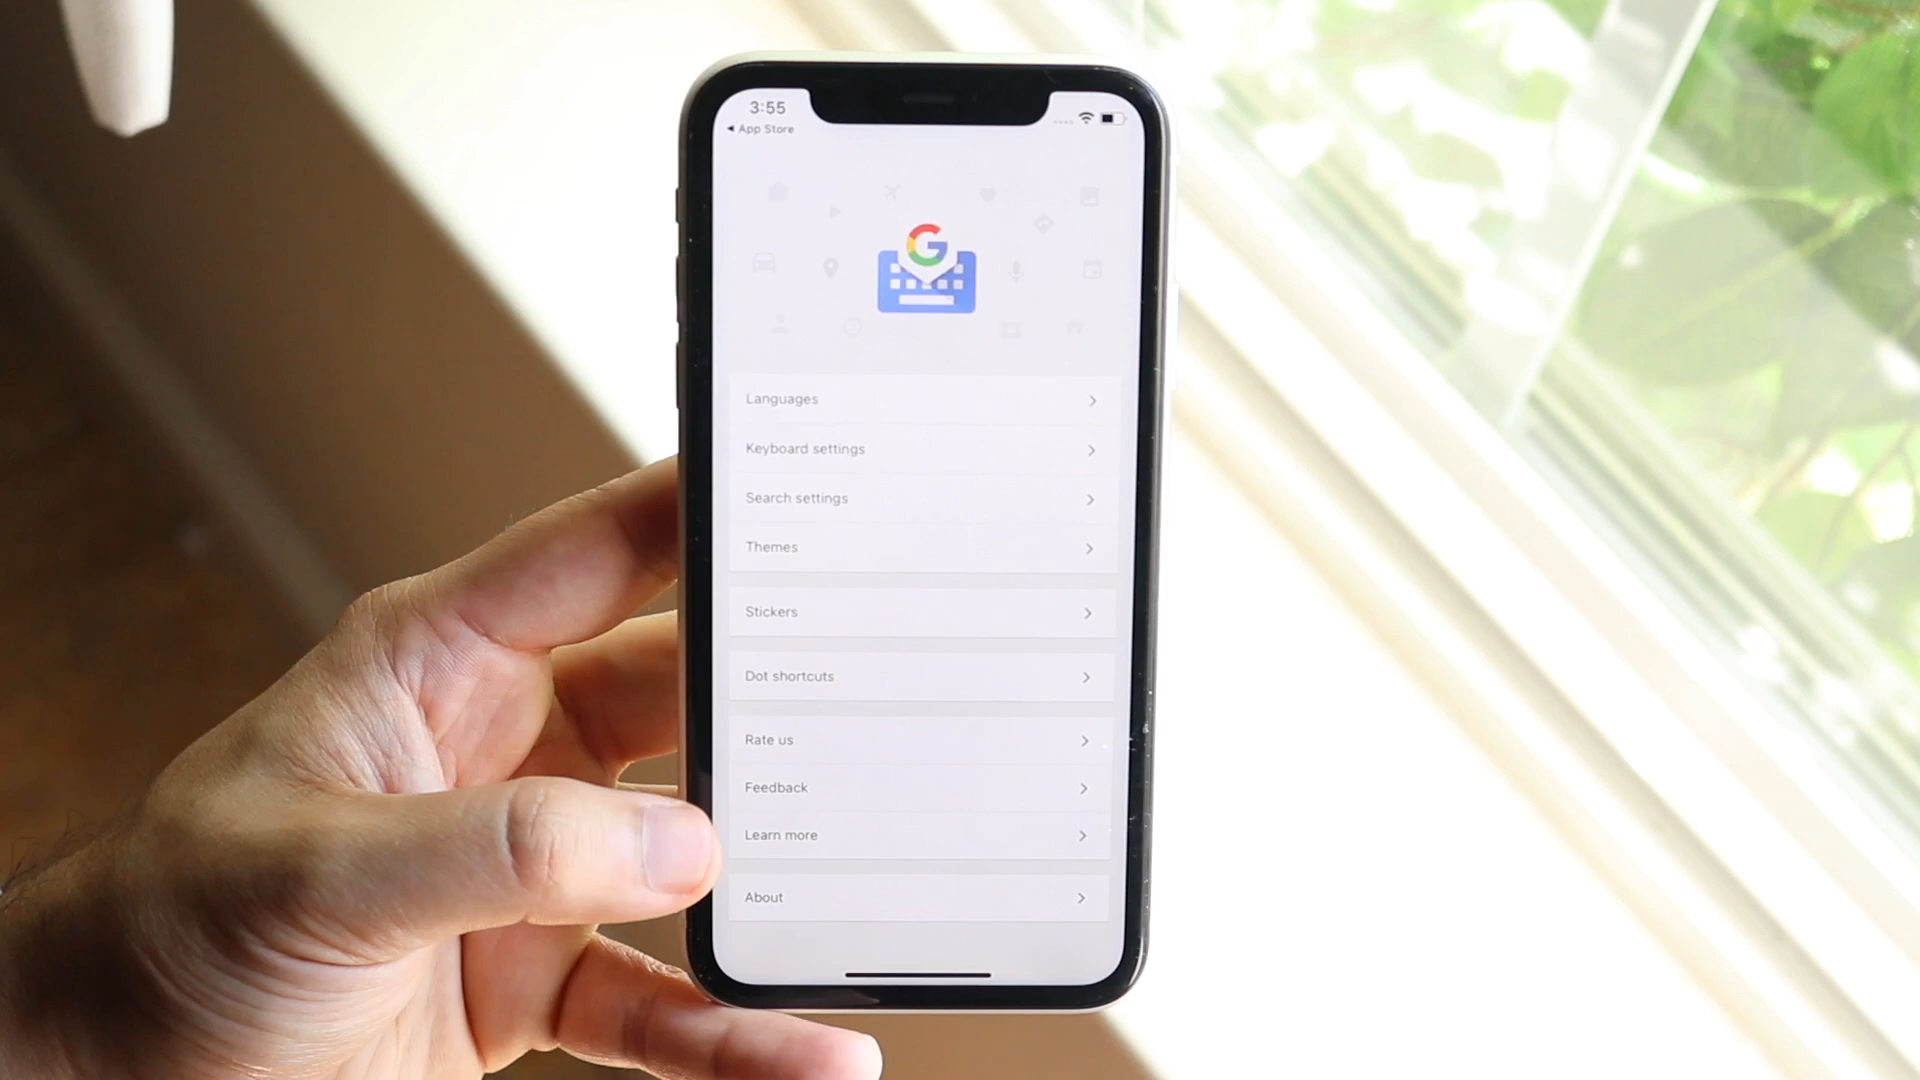 3:55
◀ App Store
G
Languages
Keyboard settings
Search settings
Themes
Stickers
Dot shortcuts
Rate us
Feedback
Learn more
About